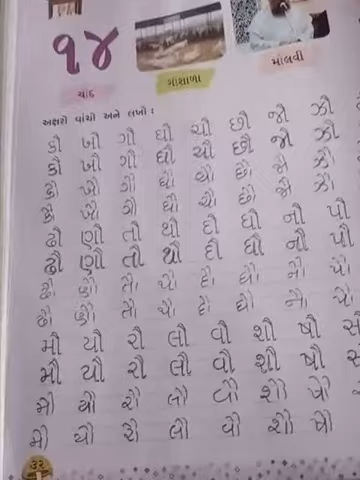 ૧૪
ચાંદ
ગૌશાળા
મૌલવી
અક્ષરો વાંચો અને લખો :
કૌ ખૌ ગૌ ઘૌ ચૌ છૌ જૌ ઝૌ
કૌ ખૌ ગૌ ઘૌ ચૌ છૌ જૌ ઝૌ
કૌ ખૌ ગૌ ઘૌ ચૌ છૌ જૌ ઝૌ
કૌ ખૌ ગૌ ઘૌ ચૌ છૌ જૌ ઝૌ
ઢૌ ણૌ તૌ થૌ દૌ ધૌ નૌ પૌ
ઢૌ ણૌ તૌ થૌ દૌ ધૌ નૌ પૌ
ઢૌ ણૌ તૌ થૌ દૌ ધૌ નૌ પૌ
ઢૌ ણૌ તૌ થૌ દૌ ધૌ નૌ પૌ
મૌ યૌ રૌ લૌ વૌ શૌ ષૌ
મૌ યૌ રૌ લૌ વૌ શૌ ષૌ
મૌ યૌ રૌ લૌ વૌ શૌ ષૌ
મૌ યૌ રૌ લૌ વૌ શૌ ષૌ
૩૨